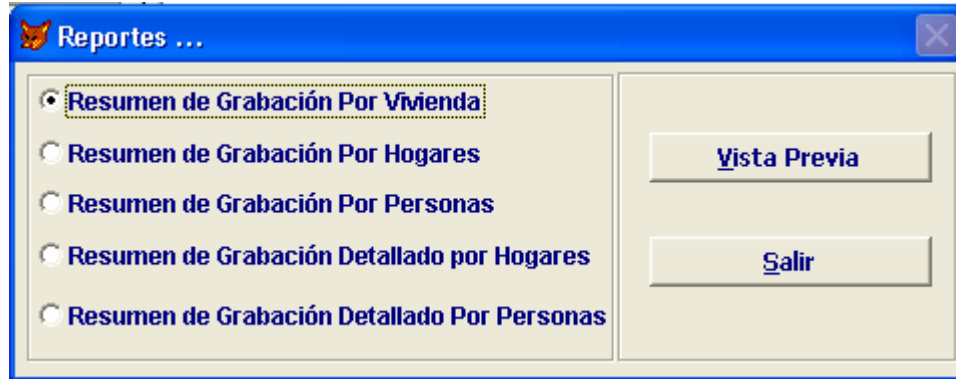 Reportes ...
Resumen de Grabación Por Vivienda
Resumen de Grabación Por Hogares
Resumen de Grabación Por Personas
Resumen de Grabación Detallado por Hogares
Resumen de Grabación Detallado Por Personas
Vista Previa
Salir